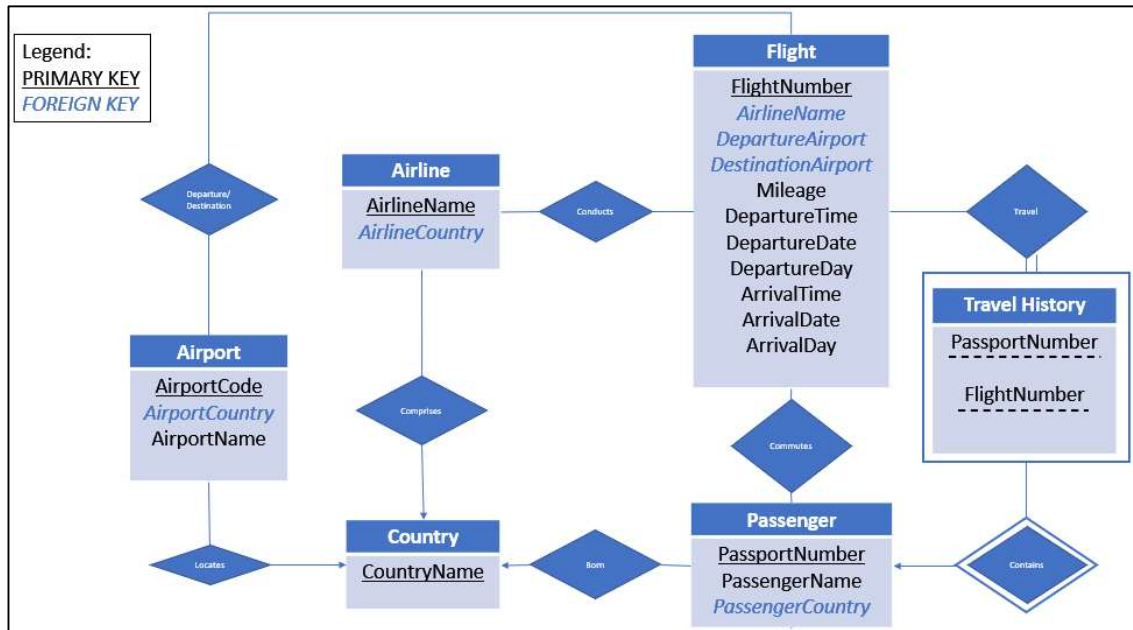 Legend:
PRIMARY KEY
FOREIGN KEY
Flight
FlightNumber
AirlineName
DepartureAirport
DestinationAirport
Mileage
DepartureTime
DepartureDate
DepartureDay
ArrivalTime
ArrivalDate
ArrivalDay
Departure/
Destination
Airline
AirlineName
AirlineCountry
Conducts
Travel
Travel History
PassportNumber
FlightNumber
Airport
AirportCode
AirportCountry
AirportName
Comprises
Commutes
Locates
Country
CountryName
Born
Passenger
PassportNumber
PassengerName
PassengerCountry
Contains